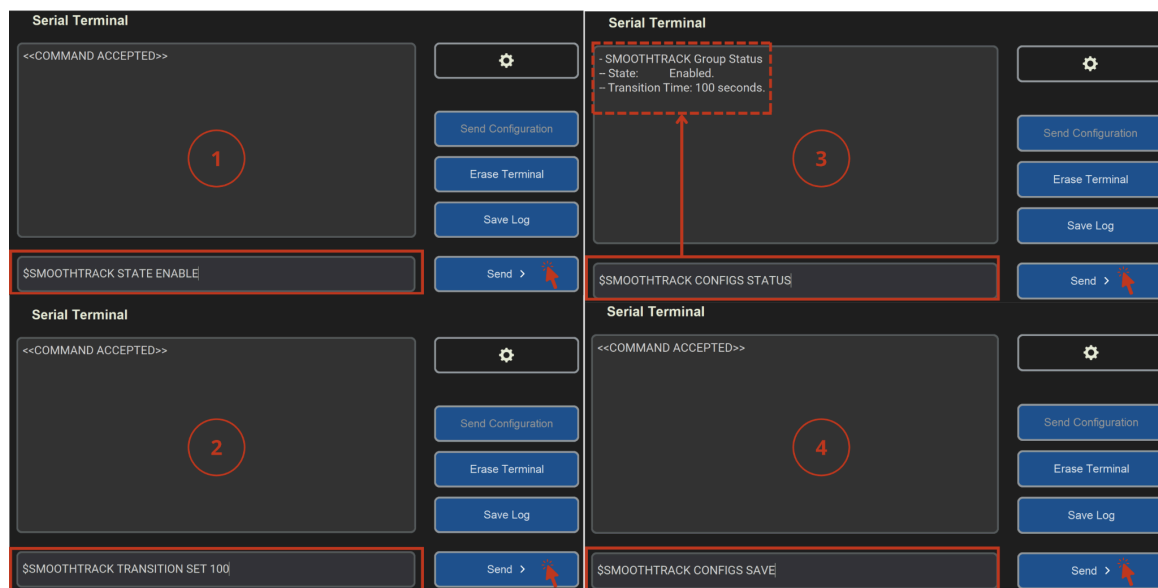 Serial Terminal
<<COMMAND ACCEPTED>>
1
Send Configuration
Erase Terminal
Save Log
$SMOOTHTRACK STATE ENABLE
Send >
Serial Terminal
<<COMMAND ACCEPTED>>
2
Send Configuration
Erase Terminal
Save Log
$SMOOTHTRACK TRANSITION SET 100
Send >
Serial Terminal
- SMOOTHTRACK Group Status
– State: Enabled.
– Transition Time: 100 seconds.
3
Send Configuration
Erase Terminal
Save Log
$SMOOTHTRACK CONFIGS STATUS
Send >
Serial Terminal
<<COMMAND ACCEPTED>>
4
Send Configuration
Erase Terminal
Save Log
$SMOOTHTRACK CONFIGS SAVE
Send >